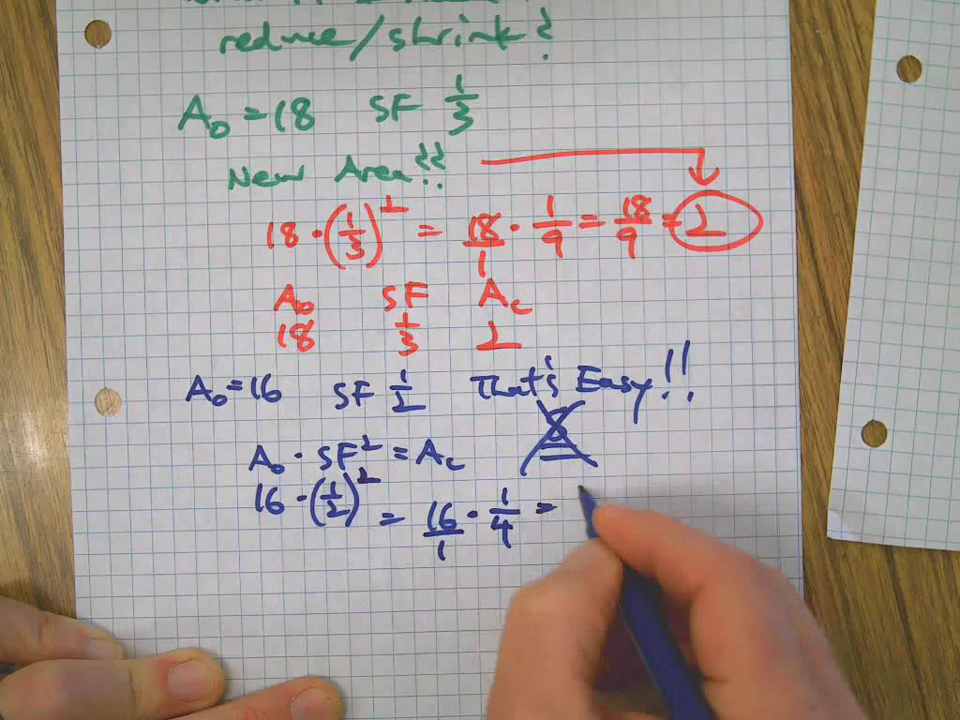 reduce/shrink?
A₀ = 18 SF 1/3
New Area??
18 · (1/3)² = 18/1 · 1/9 = 18/9 = 2
A₀ SF Ac
18 1/3 2
A₀ = 16 SF 1/2 That's Easy!!
A₀ · SF² = Ac
16 · (1/2)² = 16/1 · 1/4 =